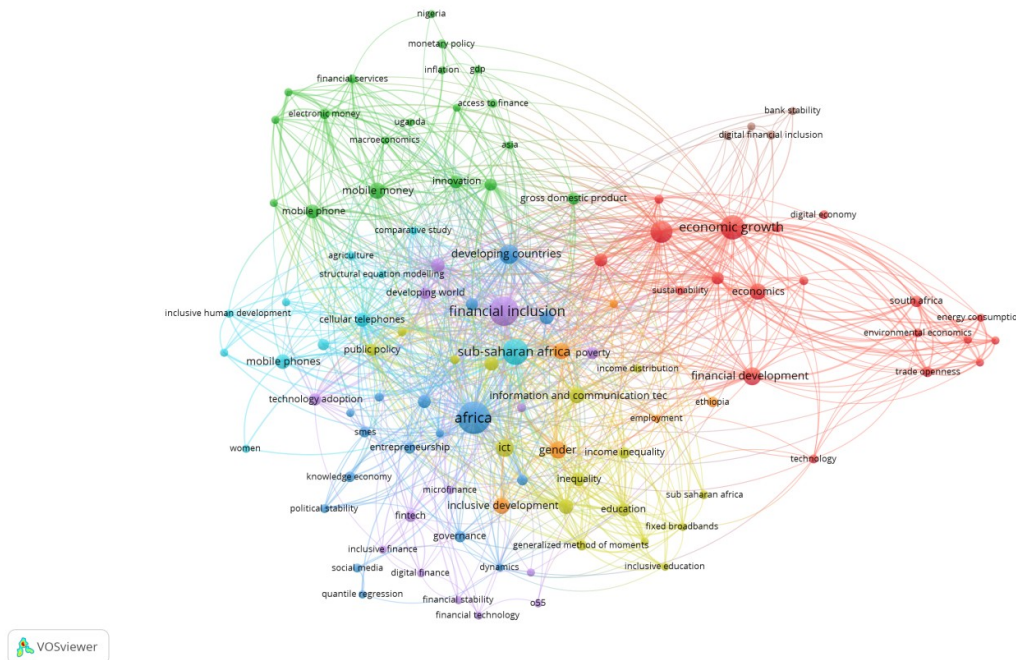 nigeria
monetary policy
inflation
gdp
financial services
access to finance
electronic money
bank stability
uganda
digital financial inclusion
macroeconomics
asia
innovation
mobile money
gross domestic product
mobile phone
digital economy
economic growth
comparative study
developing countries
agriculture
structural equation modelling
developing world
sustainability
economics
south africa
financial inclusion
inclusive human development
cellular telephones
energy consumption
environmental economics
public policy
sub-saharan africa
poverty
mobile phones
income distribution
trade openness
financial development
technology adoption
information and communication tec
ethiopia
africa
employment
smes
women
entrepreneurship
ict
gender
income inequality
technology
knowledge economy
inequality
microfinance
sub saharan africa
political stability
inclusive development
education
fintech
fixed broadbands
governance
generalized method of moments
inclusive finance
social media
digital finance
dynamics
inclusive education
quantile regression
financial stability
o55
financial technology
VOSviewer